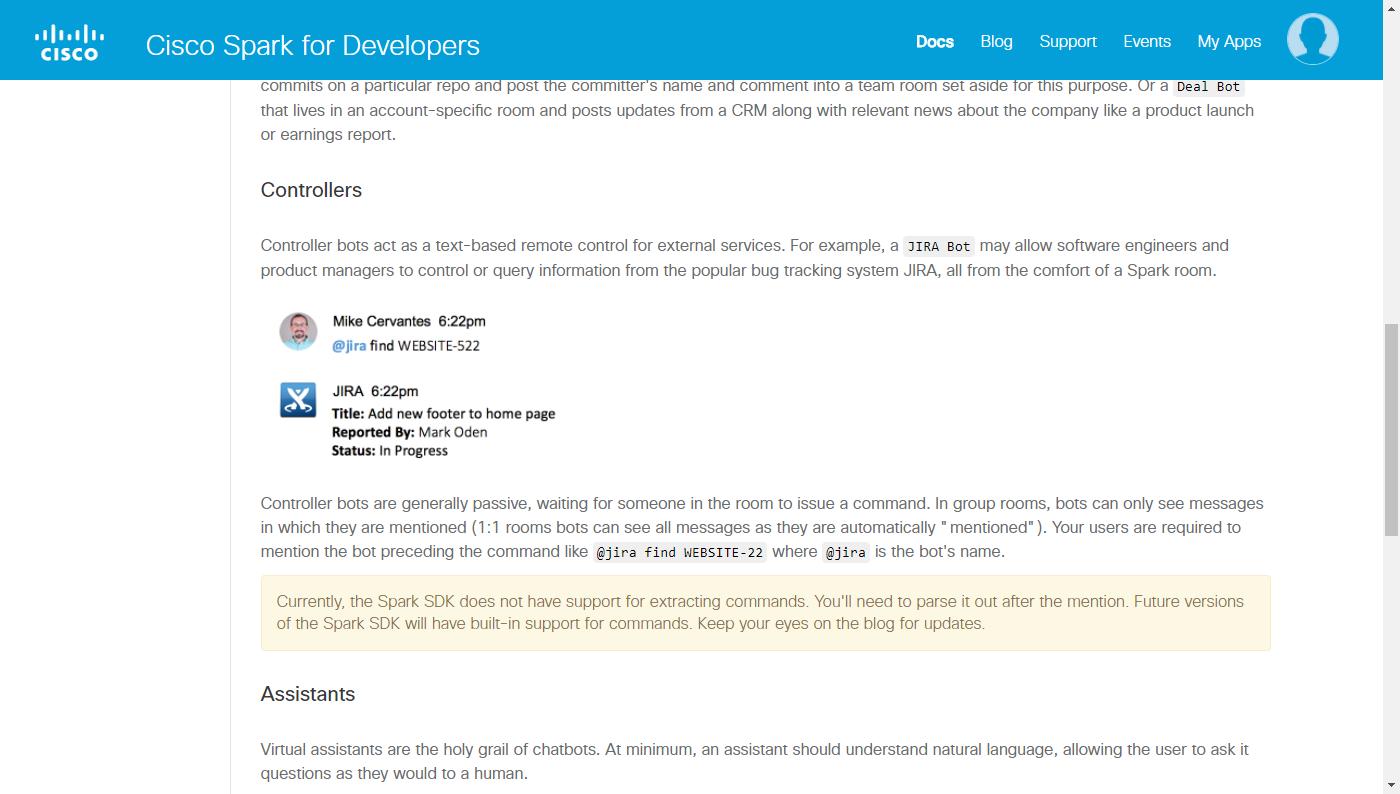 CISCO
Cisco Spark for Developers
Docs
Blog
Support
Events
My Apps
commits on a particular repo and post the committer's name and comment into a team room set aside for this purpose. Or a Deal Bot
that lives in an account-specific room and posts updates from a CRM along with relevant news about the company like a product launch
or earnings report.
Controllers
Controller bots act as a text-based remote control for external services. For example, a JIRA Bot may allow software engineers and
product managers to control or query information from the popular bug tracking system JIRA, all from the comfort of a Spark room.
Mike Cervantes 6:22pm
@jira find WEBSITE-522
JIRA 6:22pm
Title: Add new footer to home page
Reported By: Mark Oden
Status: In Progress
Controller bots are generally passive, waiting for someone in the room to issue a command. In group rooms, bots can only see messages
in which they are mentioned (1:1 rooms bots can see all messages as they are automatically "mentioned"). Your users are required to
mention the bot preceding the command like @jira find WEBSITE-22 where @jira is the bot's name.
Currently, the Spark SDK does not have support for extracting commands. You'll need to parse it out after the mention. Future versions
of the Spark SDK will have built-in support for commands. Keep your eyes on the blog for updates.
Assistants
Virtual assistants are the holy grail of chatbots. At minimum, an assistant should understand natural language, allowing the user to ask it
questions as they would to a human.